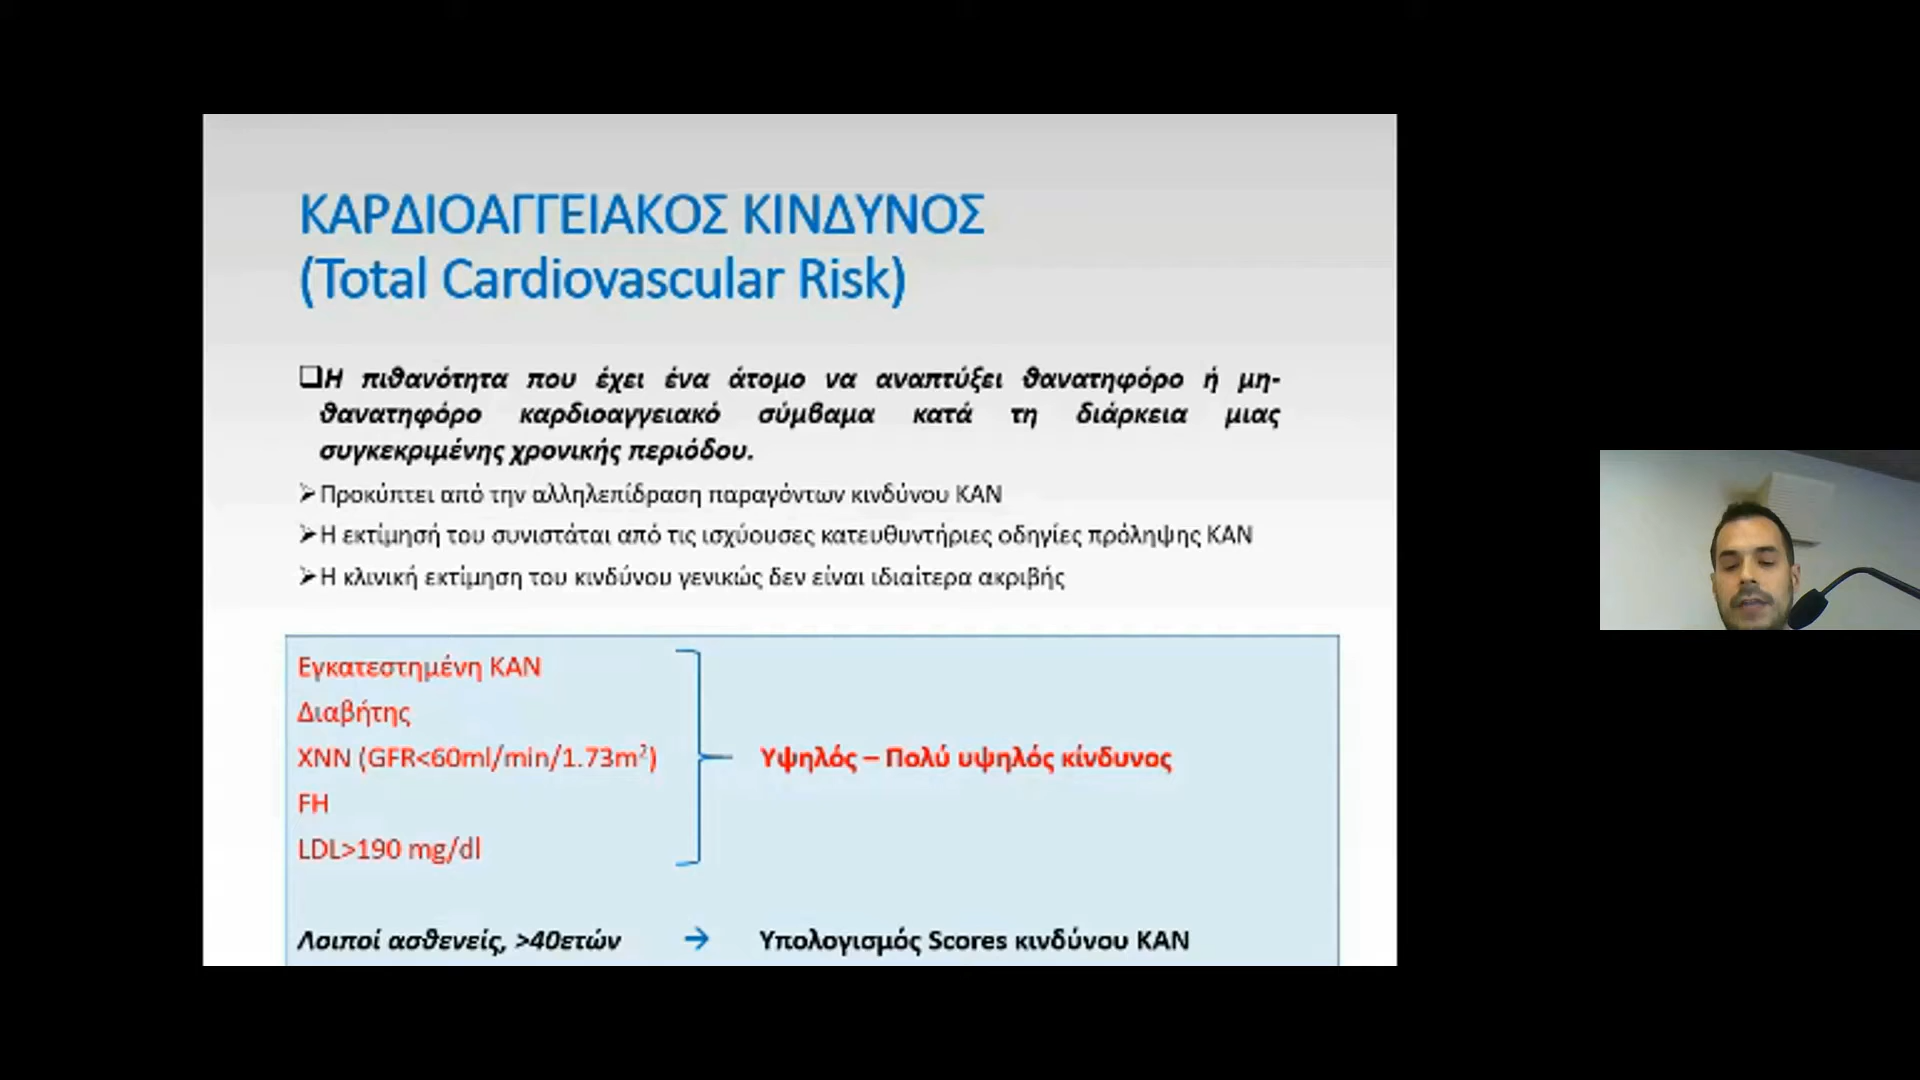 ΚΑΡΔΙΟΑΓΓΕΙΑΚΟΣ ΚΙΝΔΥΝΟΣ
(Total Cardiovascular Risk)
❑Η πιθανότητα που έχει ένα άτομο να αναπτύξει θανατηφόρο ή μη-
θανατηφόρο καρδιοαγγειακό σύμβαμα κατά τη διάρκεια μιας
συγκεκριμένης χρονικής περιόδου.
➢Προκύπτει από την αλληλεπίδραση παραγόντων κινδύνου ΚΑΝ
➢Η εκτίμησή του συνιστάται από τις ισχύουσες κατευθυντήριες οδηγίες πρόληψης ΚΑΝ
➢Η κλινική εκτίμηση του κινδύνου γενικώς δεν είναι ιδιαίτερα ακριβής
Εγκατεστημένη ΚΑΝ
Διαβήτης
ΧΝΝ (GFR<60ml/min/1.73m²)
Υψηλός – Πολύ υψηλός κίνδυνος
FH
LDL>190 mg/dl
Λοιποί ασθενείς, >40ετών → Υπολογισμός Scores κινδύνου ΚΑΝ